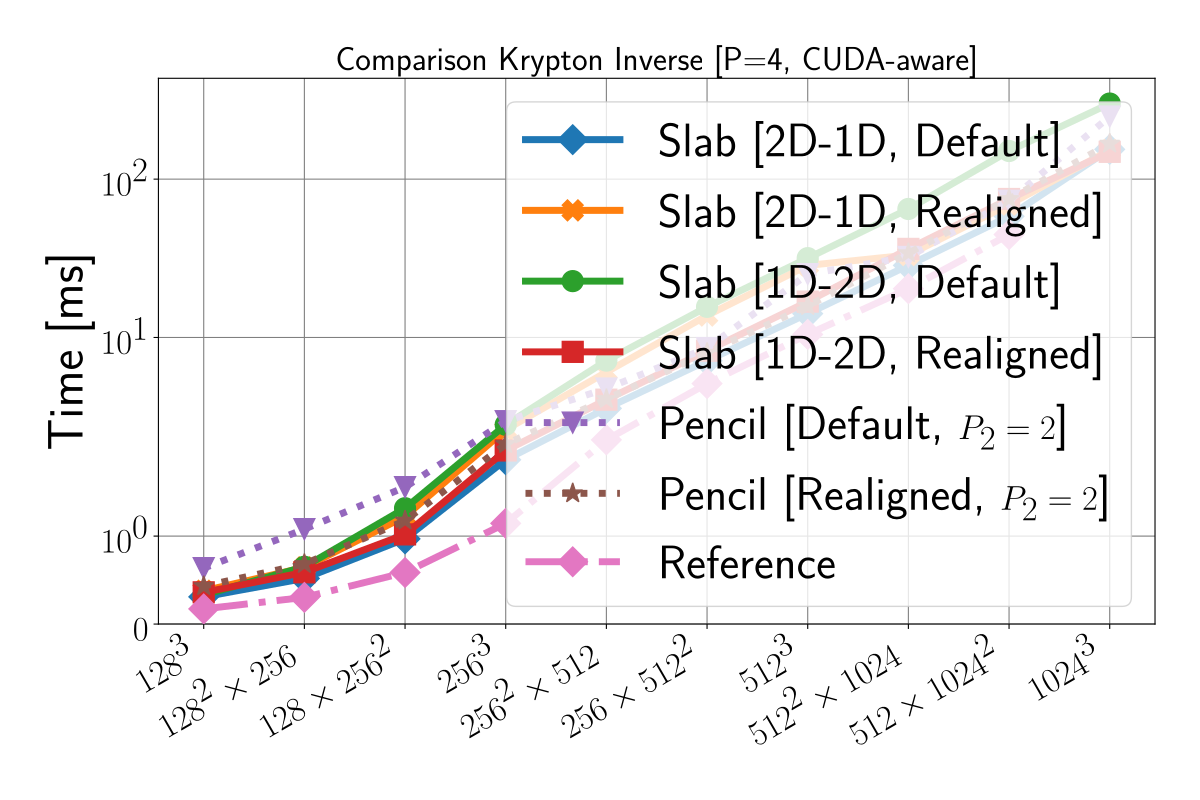 Comparison Krypton Inverse [P=4, CUDA-aware]
Time [ms]
10²
10¹
10⁰
0
Slab [2D-1D, Default]
Slab [2D-1D, Realigned]
Slab [1D-2D, Default]
Slab [1D-2D, Realigned]
Pencil [Default, P₂ = 2]
Pencil [Realigned, P₂ = 2]
Reference
128³
128² × 256
128 × 256²
256³
256² × 512
256 × 512²
512³
512² × 1024
512 × 1024²
1024³